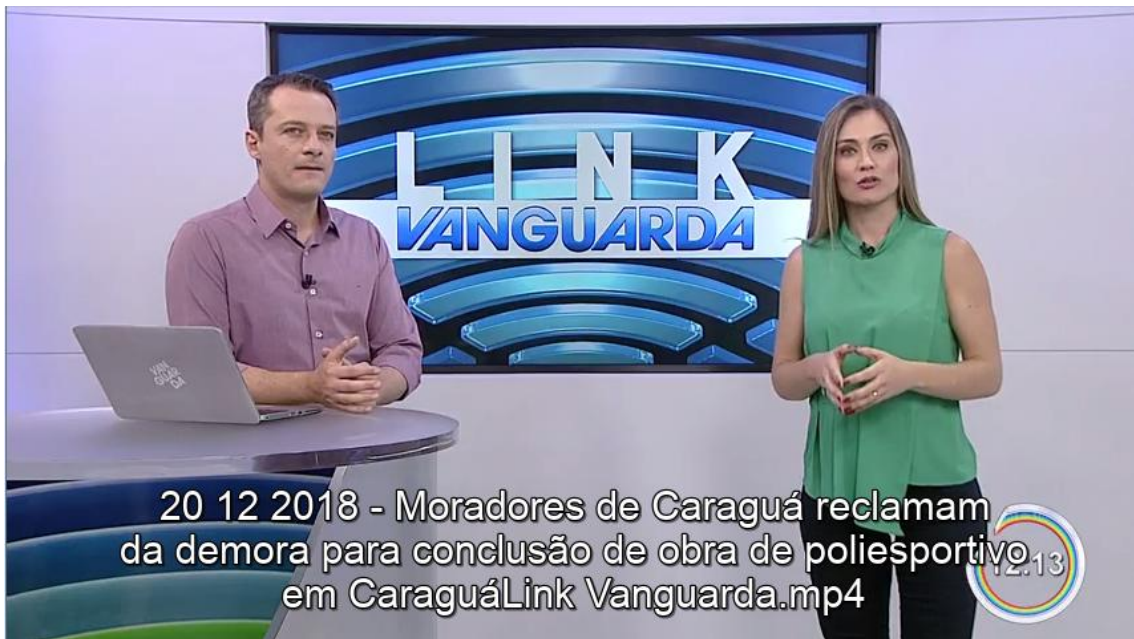 LINK
VANGUARDA
VAN
GUAR
DA
20 12 2018 - Moradores de Caraguá reclamam
da demora para conclusão de obra de poliesportivo
em CaraguáLink Vanguarda.mp4
12:13